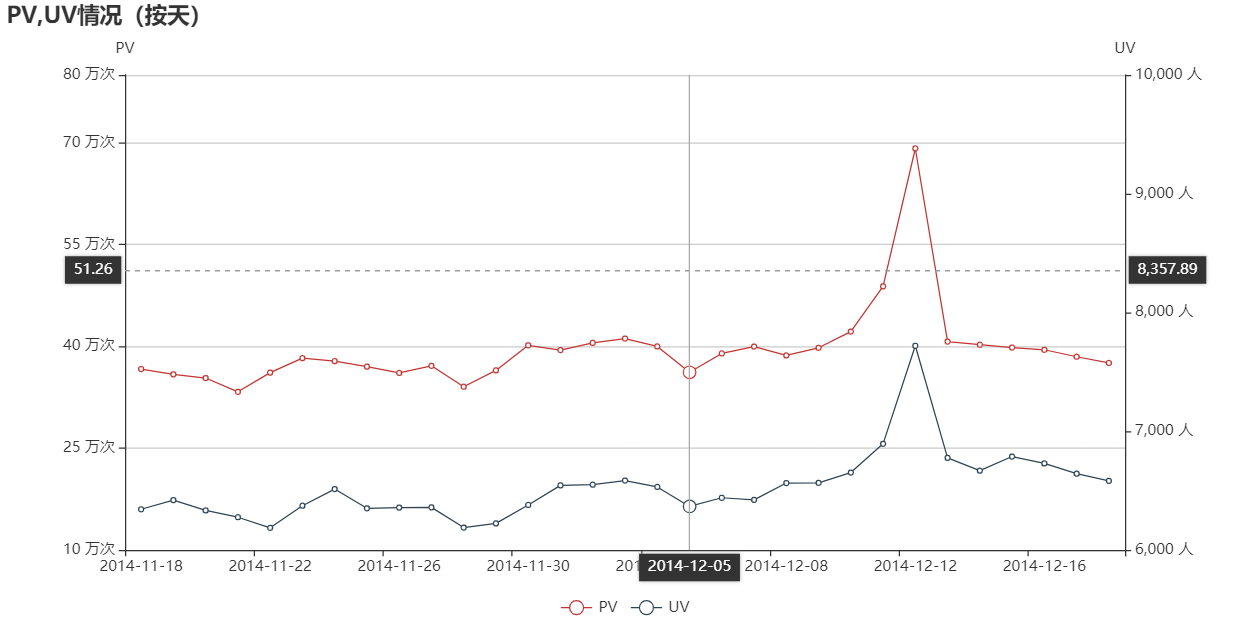 PV,UV情况（按天）
PV
UV
80 万次
10,000 人
70 万次
9,000 人
55 万次
51.26
8,357.89
8,000 人
40 万次
7,000 人
25 万次
10 万次
6,000 人
2014-11-18
2014-11-22
2014-11-26
2014-11-30
2014-12-05
2014-12-08
2014-12-12
2014-12-16
PV
UV